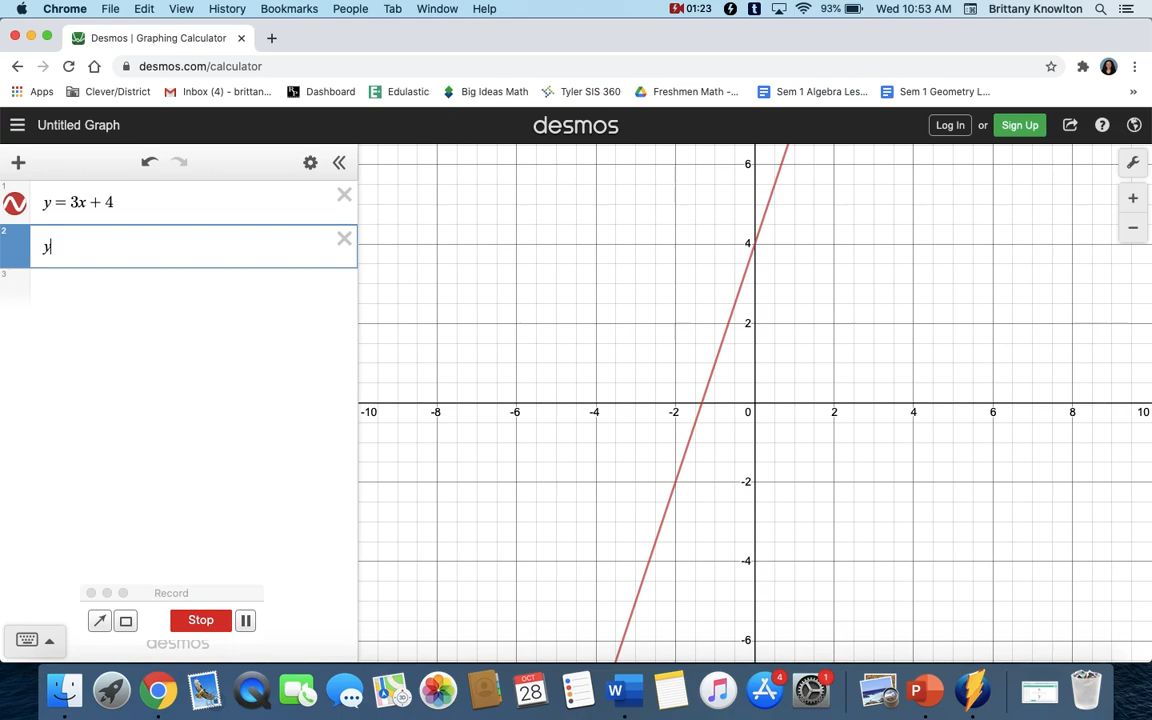 Chrome File Edit View History Bookmarks People Tab Window Help 01:23 93% Wed 10:53 AM Brittany Knowlton
Desmos | Graphing Calculator
desmos.com/calculator
Apps Clever/District Inbox (4) - brittan... Dashboard Edulastic Big Ideas Math Tyler SIS 360 Freshmen Math -... Sem 1 Algebra Les... Sem 1 Geometry L... »
Untitled Graph desmos Log In or Sign Up
1
y = 3x + 4
2
y
3
6
4
2
-10 -8 -6 -4 -2 0 2 4 6 8 10
-2
-4
-6
Record
Stop
desmos
OCT
28
4
1